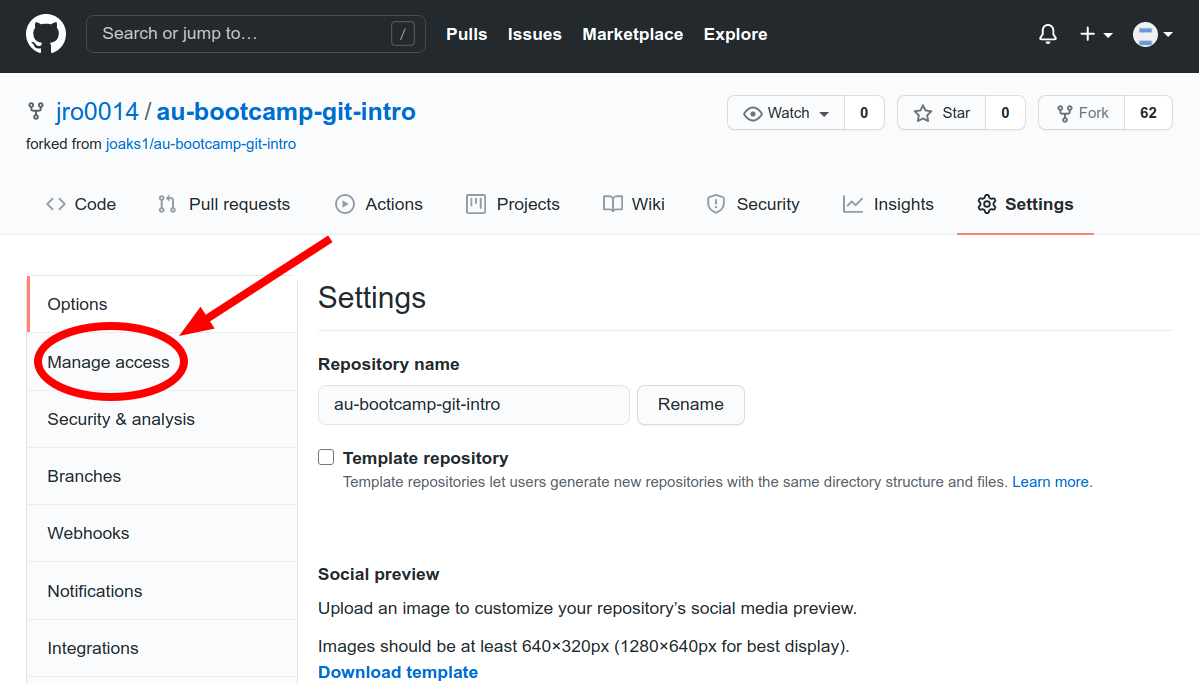 Search or jump to… / Pulls Issues Marketplace Explore
jro0014 / au-bootcamp-git-intro Watch 0 Star 0 Fork 62
forked from joaks1/au-bootcamp-git-intro
Code Pull requests Actions Projects Wiki Security Insights Settings
Options
Manage access
Security & analysis
Branches
Webhooks
Notifications
Integrations
Settings
Repository name
au-bootcamp-git-intro Rename
Template repository
Template repositories let users generate new repositories with the same directory structure and files. Learn more.
Social preview
Upload an image to customize your repository’s social media preview.
Images should be at least 640×320px (1280×640px for best display).
Download template